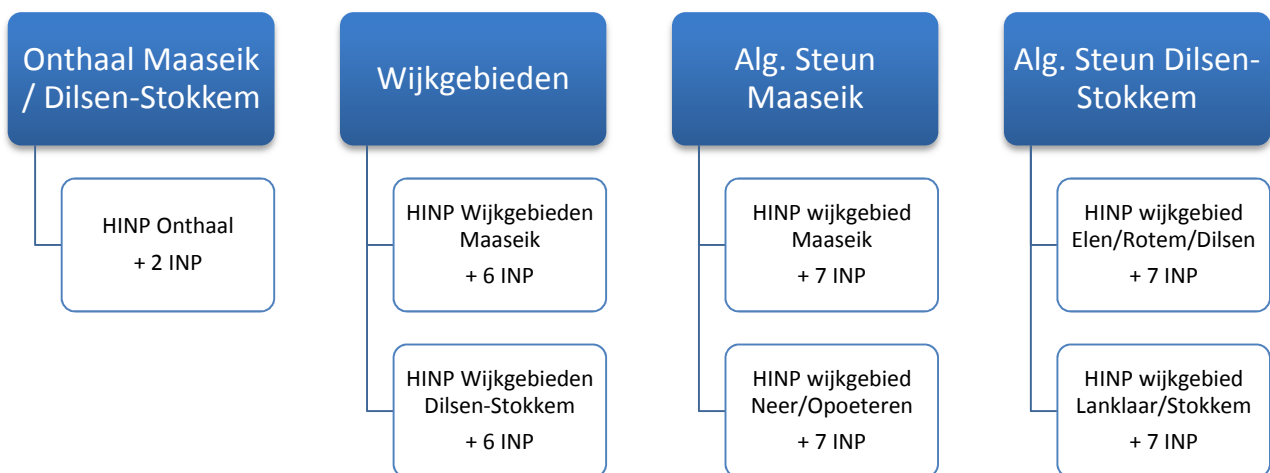 Onthaal Maaseik
/ Dilsen-Stokkem
HINP Onthaal
+ 2 INP
Wijkgebieden
HINP Wijkgebieden
Maaseik
+ 6 INP
HINP Wijkgebieden
Dilsen-Stokkem
+ 6 INP
Alg. Steun
Maaseik
HINP wijkgebied
Maaseik
+ 7 INP
HINP wijkgebied
Neer/Opoeteren
+ 7 INP
Alg. Steun Dilsen-
Stokkem
HINP wijkgebied
Elen/Rotem/Dilsen
+ 7 INP
HINP wijkgebied
Lanklaar/Stokkem
+ 7 INP